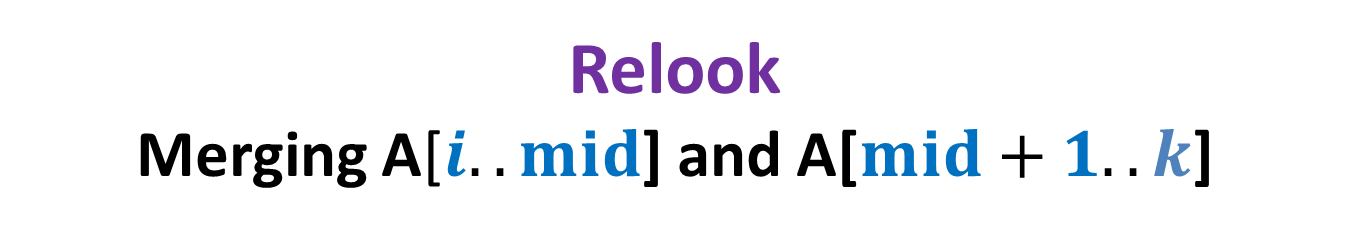 Relook
Merging A[i..mid] and A[mid + 1..k]